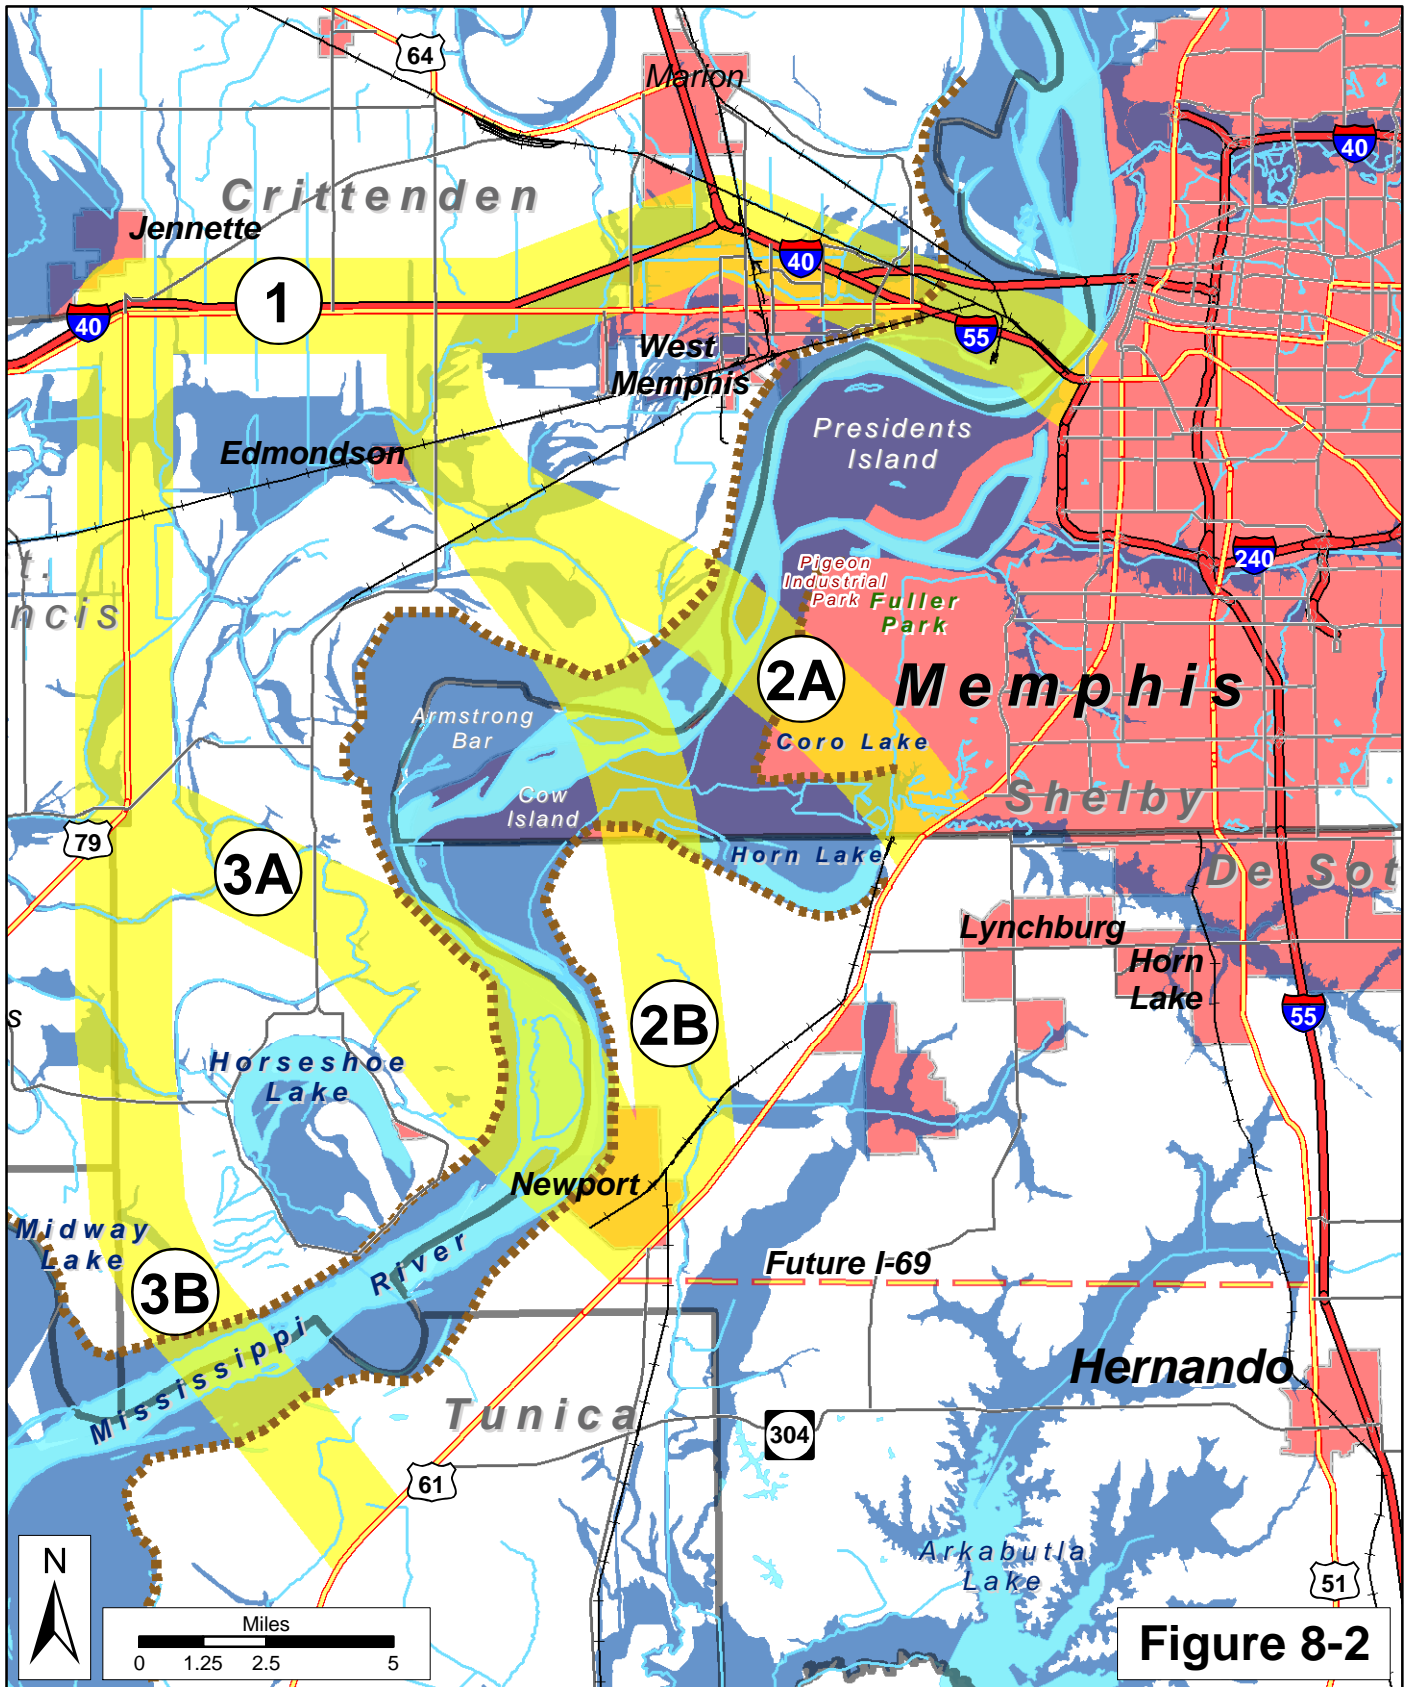 64
Marion
40
Crittenden
Jennette
40
1
40
55
West
Memphis
Presidents
Island
Edmondson
240
t.
ncis
Pigeon
Industrial
Park
Fuller
Park
2A
Memphis
Armstrong
Bar
Coro Lake
Cow
Island
Shelby
79
3A
Horn Lake
De Sot
Lynchburg
Horn
Lake
2B
55
s
Horseshoe
Lake
Newport
Midway
Lake
3B
Mississippi River
Future I-69
Hernando
Tunica
304
61
Arkabutla
Lake
51
N
Miles
0 1.25 2.5 5
Figure 8-2